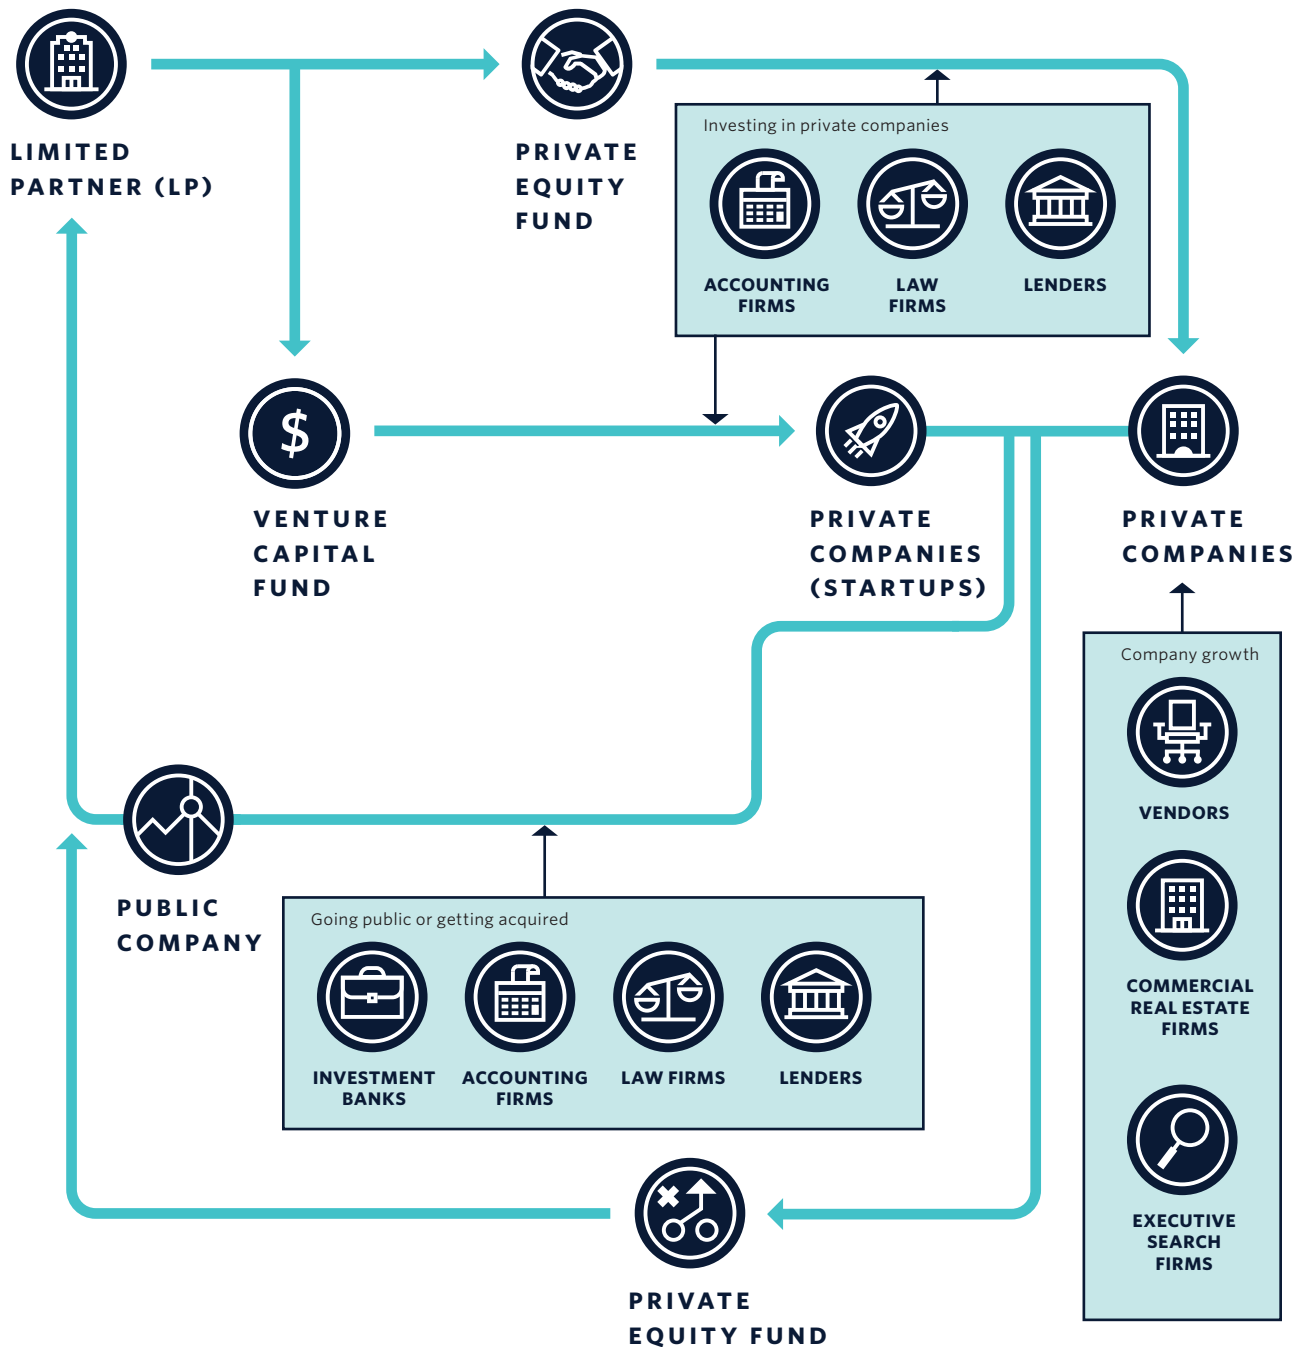 LIMITED
PARTNER (LP)
PRIVATE
EQUITY
FUND
Investing in private companies
ACCOUNTING
FIRMS
LAW
FIRMS
LENDERS
$
VENTURE
CAPITAL
FUND
PRIVATE
COMPANIES
(STARTUPS)
PRIVATE
COMPANIES
Company growth
VENDORS
COMMERCIAL
REAL ESTATE
FIRMS
EXECUTIVE
SEARCH
FIRMS
PUBLIC
COMPANY
Going public or getting acquired
INVESTMENT
BANKS
ACCOUNTING
FIRMS
LAW FIRMS
LENDERS
PRIVATE
EQUITY FUND